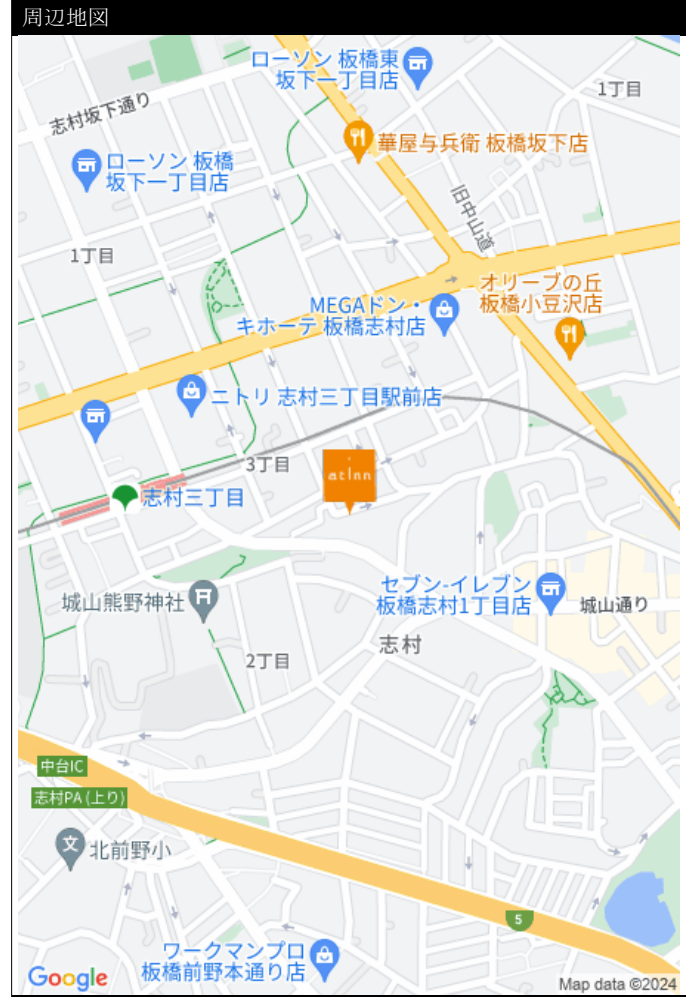 周辺地図
ローソン 板橋東
坂下一丁目店
1丁目
志村坂下通り
華屋与兵衛 板橋坂下店
ローソン 板橋
坂下一丁目店
旧中山道
1丁目
オリーブの丘
板橋小豆沢店
MEGAドン・
キホーテ 板橋志村店
ニトリ 志村三丁目駅前店
3丁目
at inn
志村三丁目
セブン-イレブン
板橋志村1丁目店
城山熊野神社
城山通り
志村
2丁目
中台IC
志村PA (上り)
文
北前野小
5
ワークマンプロ
板橋前野本通り店
Google
Map data ©2024